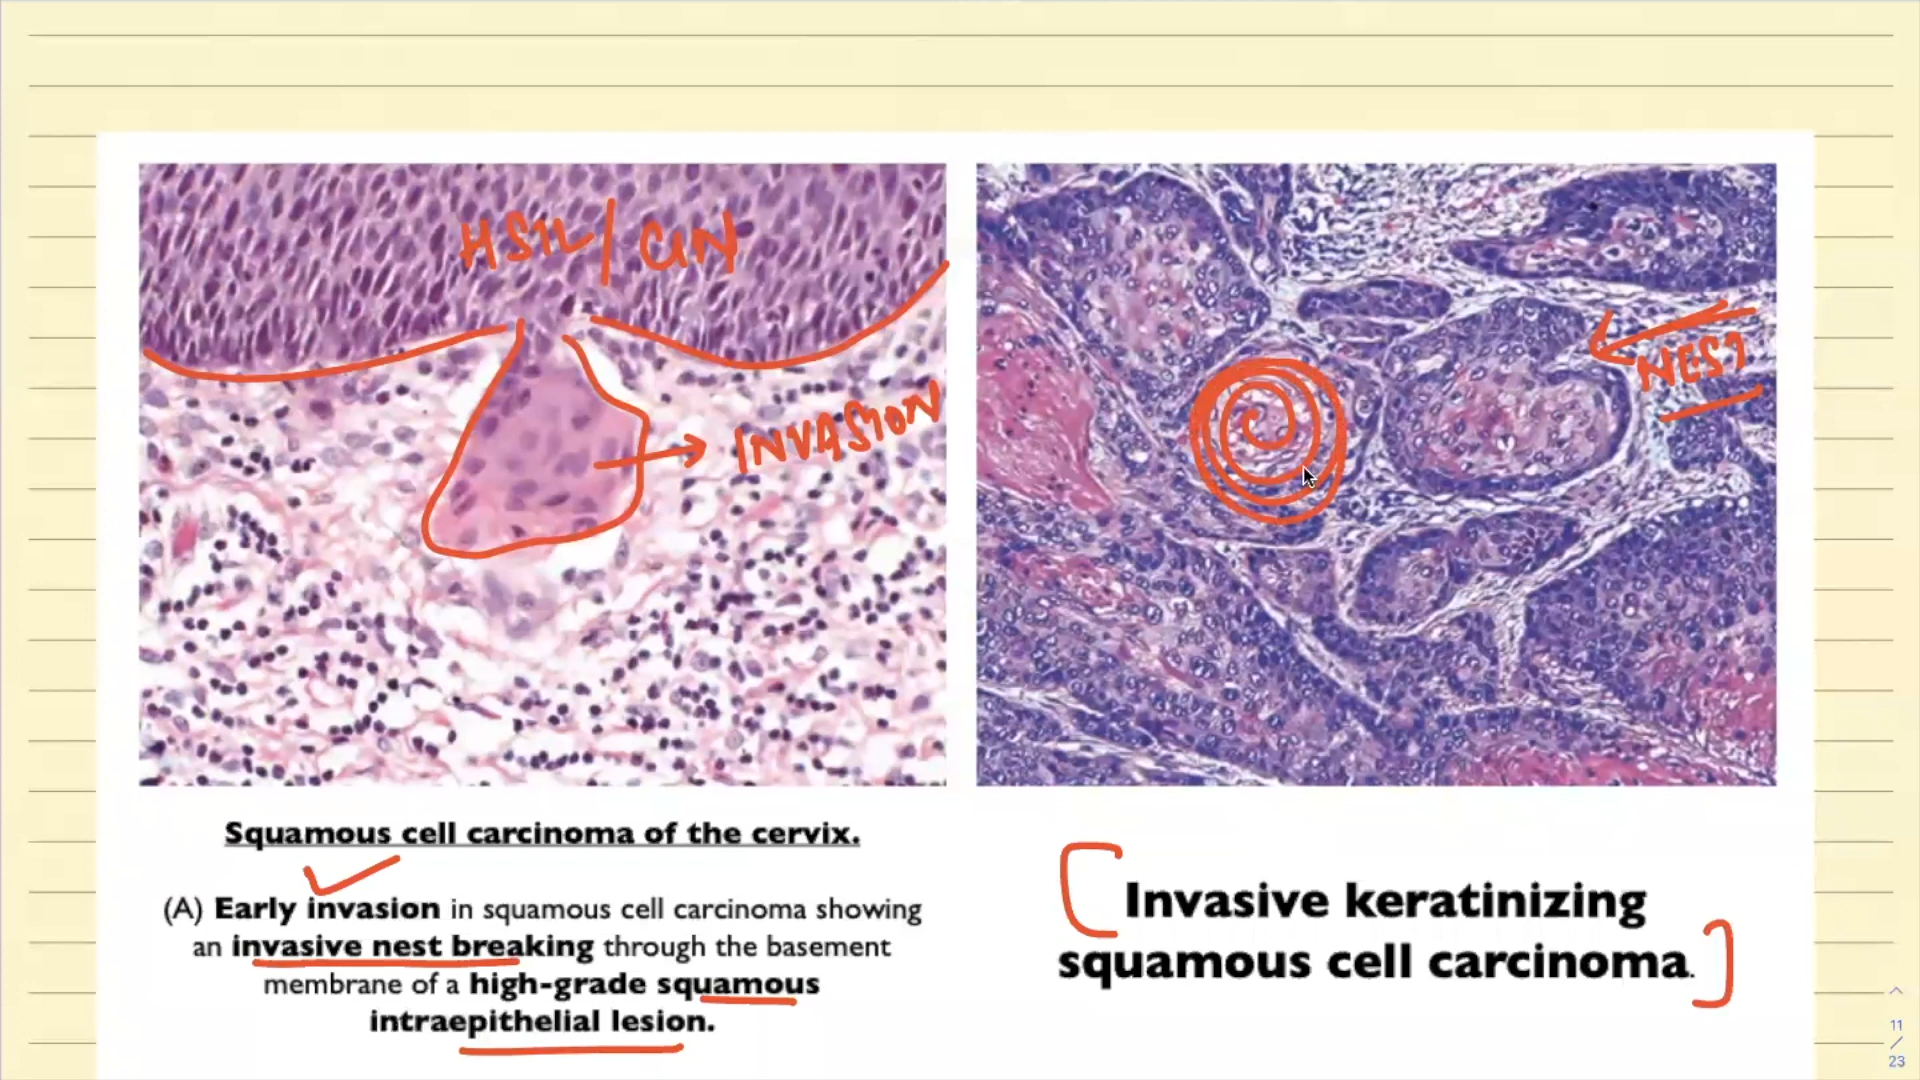 HSIL/CIN
INVASION
NEST
Squamous cell carcinoma of the cervix.
(A) Early invasion in squamous cell carcinoma showing
an invasive nest breaking through the basement
membrane of a high-grade squamous
intraepithelial lesion.
Invasive keratinizing
squamous cell carcinoma.
11
/
23